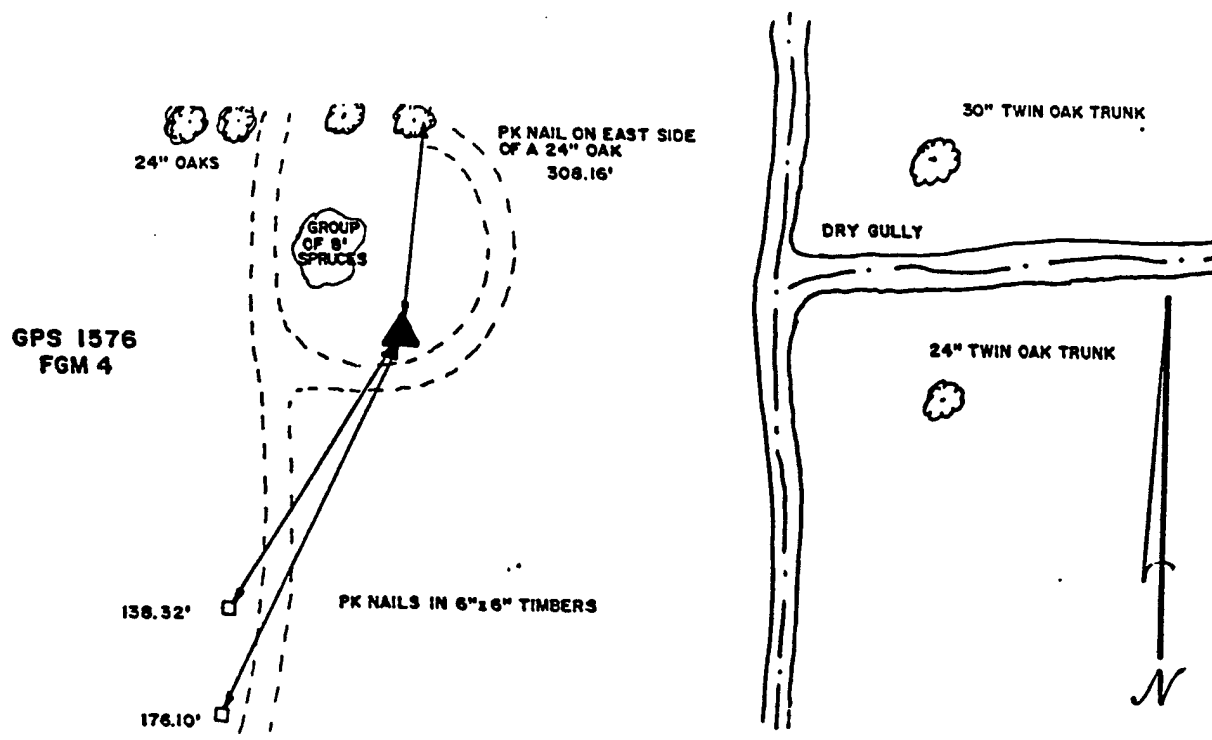 24" OAKS
PK NAIL ON EAST SIDE
OF A 24" OAK
308.16'
GROUP
OF 8'
SPRUCES
GPS 1576
FGM 4
138.32'
PK NAILS IN 6"x6" TIMBERS
176.10'
30" TWIN OAK TRUNK
DRY GULLY
24" TWIN OAK TRUNK
N